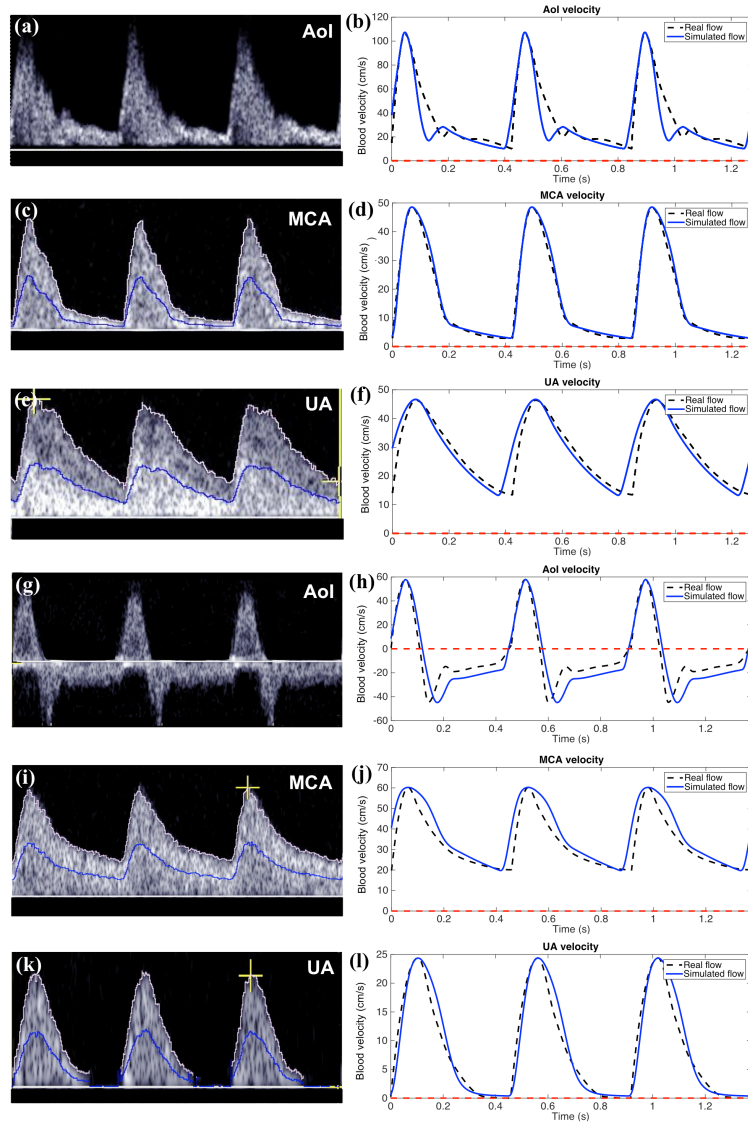 (a)
AoI
(b)
AoI velocity
Real flow
Simulated flow
Blood velocity (cm/s)
120
100
80
60
40
20
0
0 0.2 0.4 0.6 0.8 1 1.2
Time (s)
(c)
MCA
(d)
MCA velocity
Real flow
Simulated flow
Blood velocity (cm/s)
50
40
30
20
10
0
0 0.2 0.4 0.6 0.8 1 1.2
Time (s)
(e)
UA
(f)
UA velocity
Real flow
Simulated flow
Blood velocity (cm/s)
50
40
30
20
10
0
0 0.2 0.4 0.6 0.8 1 1.2
Time (s)
(g)
AoI
(h)
AoI velocity
Real flow
Simulated flow
Blood velocity (cm/s)
60
40
20
0
-20
-40
-60
0 0.2 0.4 0.6 0.8 1 1.2
Time (s)
(i)
MCA
(j)
MCA velocity
Real flow
Simulated flow
Blood velocity (cm/s)
70
60
50
40
30
20
10
0
0 0.2 0.4 0.6 0.8 1 1.2
Time (s)
(k)
UA
(l)
UA velocity
Real flow
Simulated flow
Blood velocity (cm/s)
25
20
15
10
5
0
0 0.2 0.4 0.6 0.8 1 1.2
Time (s)